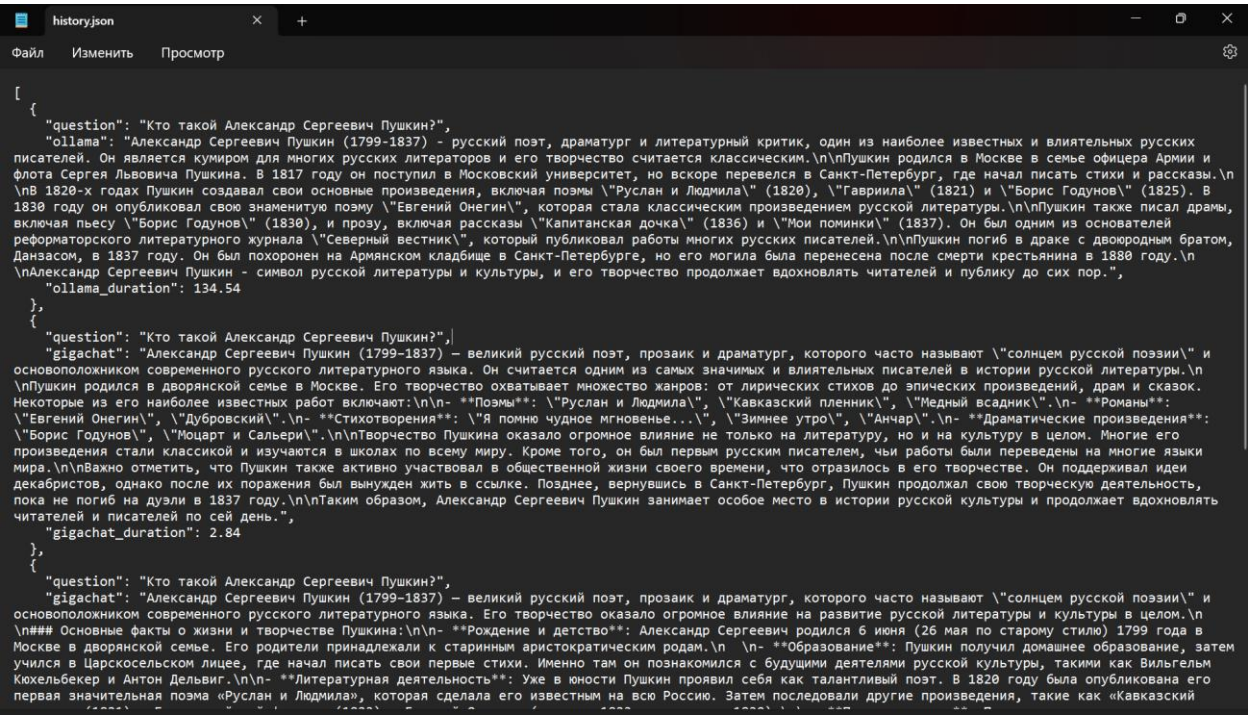 history.json
Файл Изменить Просмотр
[
{
"question": "Кто такой Александр Сергеевич Пушкин?",
"ollama": "Александр Сергеевич Пушкин (1799-1837) - русский поэт, драматург и литературный критик, один из наиболее известных и влиятельных русских
писателей. Он является кумиром для многих русских литераторов и его творчество считается классическим.\n\nПушкин родился в Москве в семье офицера Армии и
флота Сергея Львовича Пушкина. В 1817 году он поступил в Московский университет, но вскоре перевелся в Санкт-Петербург, где начал писать стихи и рассказы.\n
\nВ 1820-х годах Пушкин создавал свои основные произведения, включая поэмы \"Руслан и Людмила\" (1820), \"Гавриила\" (1821) и \"Борис Годунов\" (1825). В
1830 году он опубликовал свою знаменитую поэму \"Евгений Онегин\", которая стала классическим произведением русской литературы.\n\nПушкин также писал драмы,
включая пьесу \"Борис Годунов\" (1830), и прозу, включая рассказы \"Капитанская дочка\" (1836) и \"Мои поминки\" (1837). Он был одним из основателей
реформаторского литературного журнала \"Северный вестник\", который публиковал работы многих русских писателей.\n\nПушкин погиб в драке с двоюродным братом,
Данзасом, в 1837 году. Он был похоронен на Армянском кладбище в Санкт-Петербурге, но его могила была перенесена после смерти крестьянина в 1880 году.\n
\nАлександр Сергеевич Пушкин - символ русской литературы и культуры, и его творчество продолжает вдохновлять читателей и публику до сих пор.",
"ollama_duration": 134.54
},
{
"question": "Кто такой Александр Сергеевич Пушкин?",
"gigachat": "Александр Сергеевич Пушкин (1799–1837) — великий русский поэт, прозаик и драматург, которого часто называют \"солнцем русской поэзии\" и
основоположником современного русского литературного языка. Он считается одним из самых значимых и влиятельных писателей в истории русской литературы.\n
\nПушкин родился в дворянской семье в Москве. Его творчество охватывает множество жанров: от лирических стихов до эпических произведений, драм и сказок.
Некоторые из его наиболее известных работ включают:\n\n- **Поэмы**: \"Руслан и Людмила\", \"Кавказский пленник\", \"Медный всадник\".\n- **Романы**:
\"Евгений Онегин\", \"Дубровский\".\n- **Стихотворения**: \"Я помню чудное мгновенье...\", \"Зимнее утро\", \"Анчар\".\n- **Драматические произведения**:
\"Борис Годунов\", \"Моцарт и Сальери\".\n\nТворчество Пушкина оказало огромное влияние не только на литературу, но и на культуру в целом. Многие его
произведения стали классикой и изучаются в школах по всему миру. Кроме того, он был первым русским писателем, чьи работы были переведены на многие языки
мира.\n\nВажно отметить, что Пушкин также активно участвовал в общественной жизни своего времени, что отразилось в его творчестве. Он поддерживал идеи
декабристов, однако после их поражения был вынужден жить в ссылке. Позднее, вернувшись в Санкт-Петербург, Пушкин продолжал свою творческую деятельность,
пока не погиб на дуэли в 1837 году.\n\nТаким образом, Александр Сергеевич Пушкин занимает особое место в истории русской культуры и продолжает вдохновлять
читателей и писателей по сей день.",
"gigachat_duration": 2.84
},
{
"question": "Кто такой Александр Сергеевич Пушкин?",
"gigachat": "Александр Сергеевич Пушкин (1799–1837) — великий русский поэт, прозаик и драматург, которого часто называют \"солнцем русской поэзии\" и
основоположником современного русского литературного языка. Его творчество оказало огромное влияние на развитие русской литературы и культуры в целом.\n
\n### Основные факты о жизни и творчестве Пушкина:\n\n- **Рождение и детство**: Александр Сергеевич родился 6 июня (26 мая по старому стилю) 1799 года в
Москве в дворянской семье. Его родители принадлежали к старинным аристократическим родам.\n  \n- **Образование**: Пушкин получил домашнее образование, затем
учился в Царскосельском лицее, где начал писать свои первые стихи. Именно там он познакомился с будущими деятелями русской культуры, такими как Вильгельм
Кюхельбекер и Антон Дельвиг.\n\n- **Литературная деятельность**: Уже в юности Пушкин проявил себя как талантливый поэт. В 1820 году была опубликована его
первая значительная поэма «Руслан и Людмила», которая сделала его известным на всю Россию. Затем последовали другие произведения, такие как «Кавказский